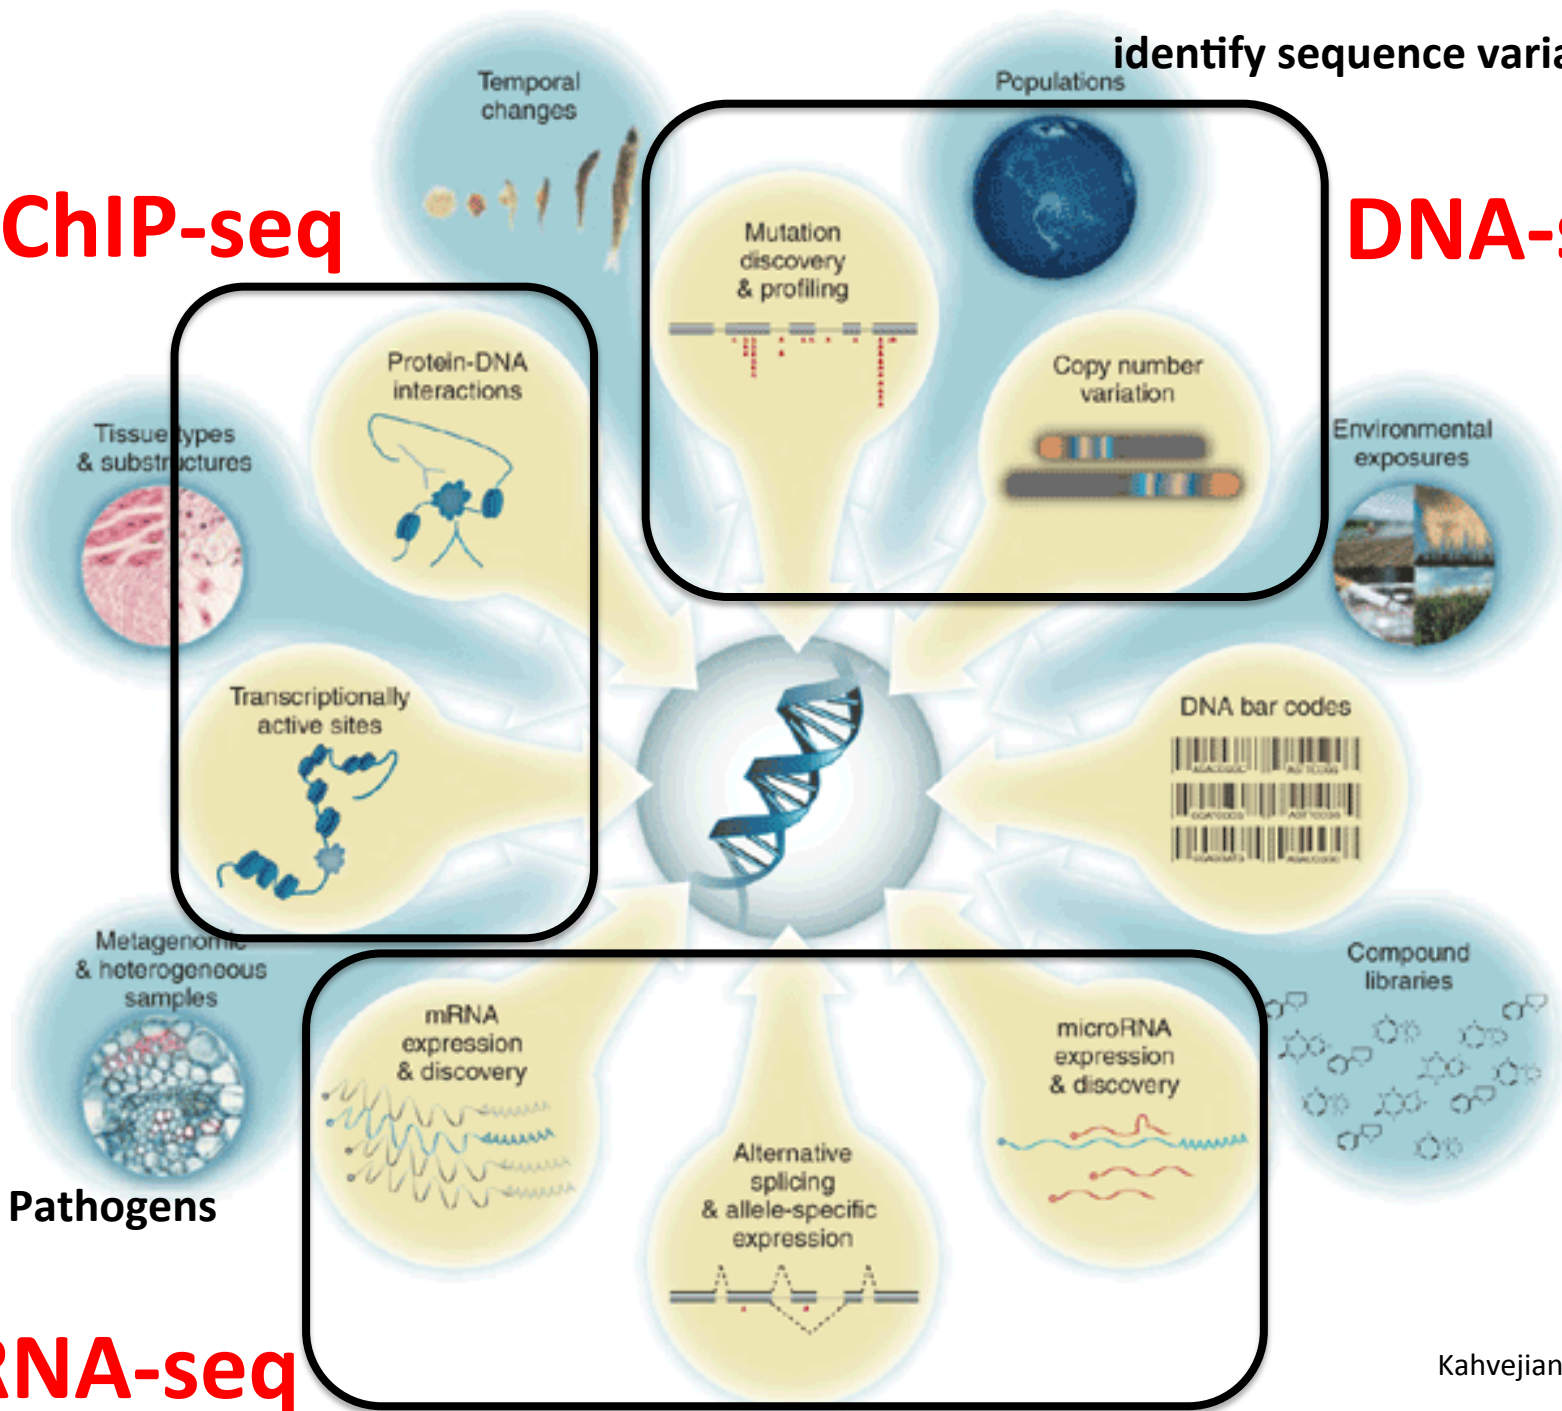 identify sequence varia
Temporal
changes
Populations
ChIP-seq
DNA-s
Mutation
discovery
& profiling
Protein-DNA
interactions
Copy number
variation
Tissue types
& substructures
Environmental
exposures
Transcriptionally
active sites
DNA bar codes
Metagenomic
& heterogeneous
samples
Compound
libraries
mRNA
expression
& discovery
microRNA
expression
& discovery
Alternative
splicing
& allele-specific
expression
Pathogens
RNA-seq
Kahvejian